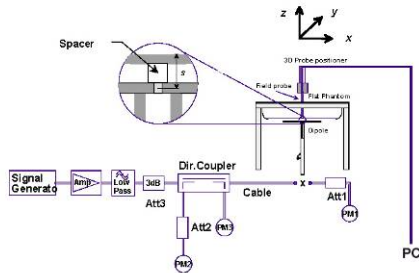 z
y
x
Spacer
s
3D Probe positioner
Field probe
Flat Phantom
Dipole
Dir.Coupler
Signal
Generato
Amp
Low
Pass
3dB
Cable
x
Att3
Att1
Att2
PM3
PM1
PM2
PC